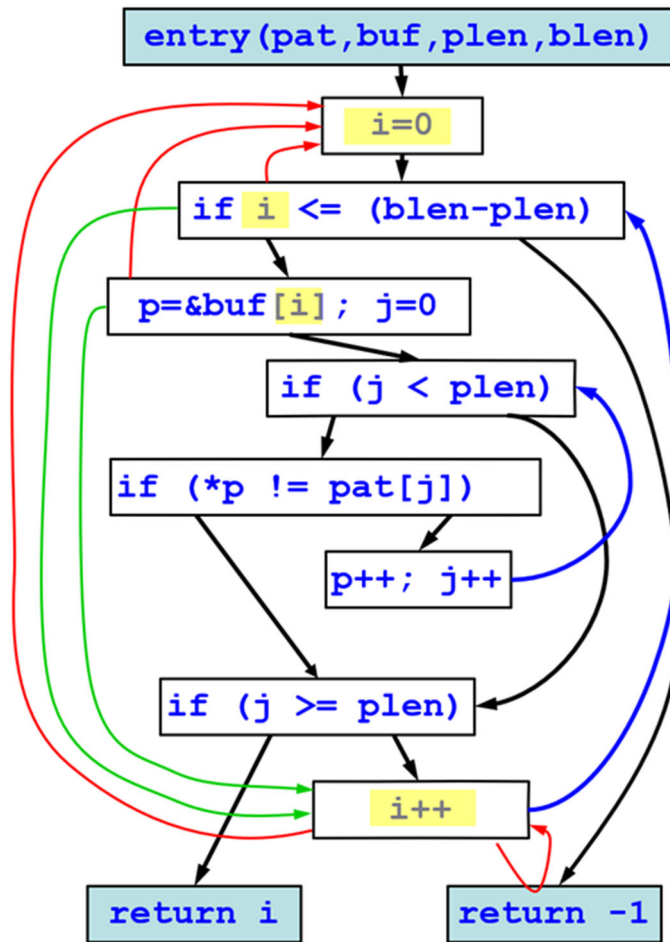 entry(pat,buf,plen,blen)
i=0
if i <= (blen-plen)
p=&buf[i]; j=0
if (j < plen)
if (*p != pat[j])
p++; j++
if (j >= plen)
i++
return i
return -1